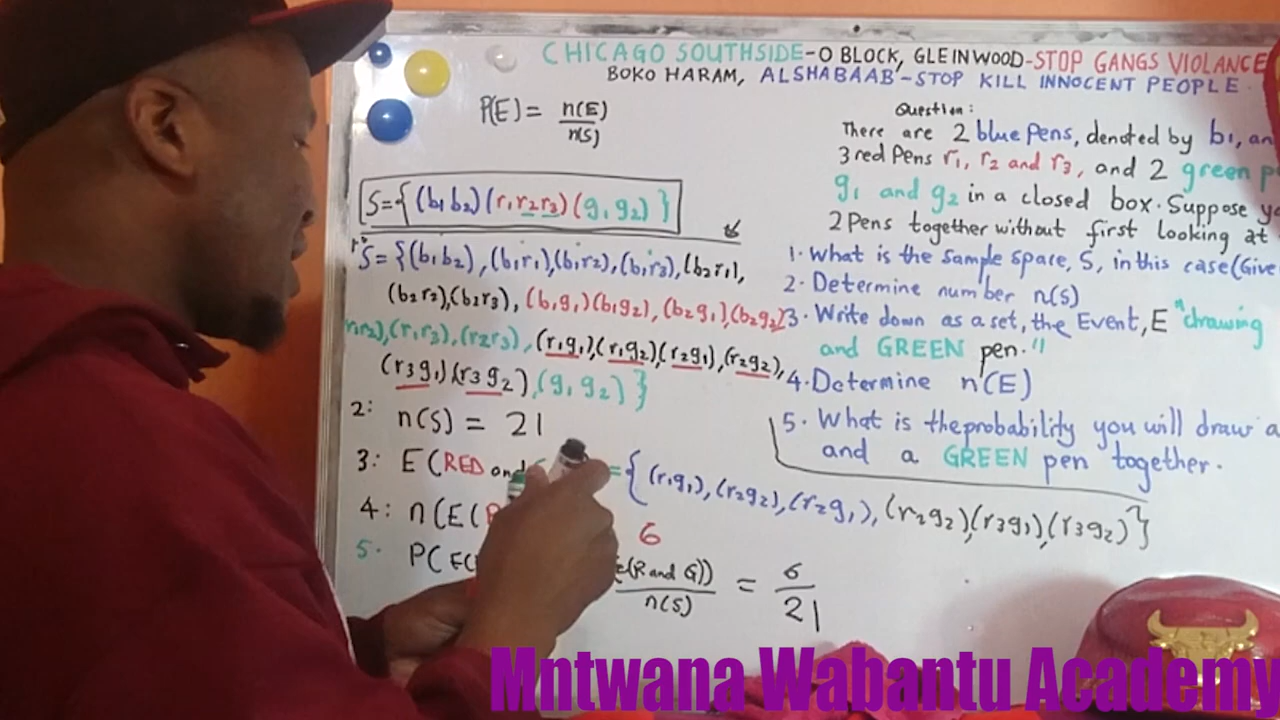 CHICAGO SOUTHSIDE-O BLOCK, GLEINWOOD-STOP GANGS VIOLANCE
BOKO HARAM, ALSHABAAB-STOP KILL INNOCENT PEOPLE.
P(E) = n(E)/n(S)
S={(b1b2)(r1r2r3)(g1g2)}
S={(b1b2),(b1r1),(b1r2),(b1r3),(b2r1),
(b2r2),(b2r3),(b1g1)(b1g2),(b2g1),(b2g2)
r1r2),(r1r3),(r2r3),(r1g1),(r1g2)(r2g1),(r2g2),
(r3g1)(r3g2),(g1g2)}
2: n(S) = 21
3: E(RED and = {(r1g1),(r2g2),(r2g1),(r2g2),(r3g1),(r3g2)}
4: n(E( 6
5. P(E( (R and G))/n(S) = 6/21
Question:
There are 2 blue pens, denoted by b1,
3 red Pens r1, r2 and r3, and 2 green
g1 and g2 in a closed box. Suppose
2 Pens together without first looking at
1. What is the sample space, S, in this case(Give
2. Determine number n(S)
3. Write down as a set, the Event, E "drawing
and GREEN pen."
4. Determine n(E)
5. What is the probability you will draw a
and a GREEN pen together.
Mntwana Wabantu Academy